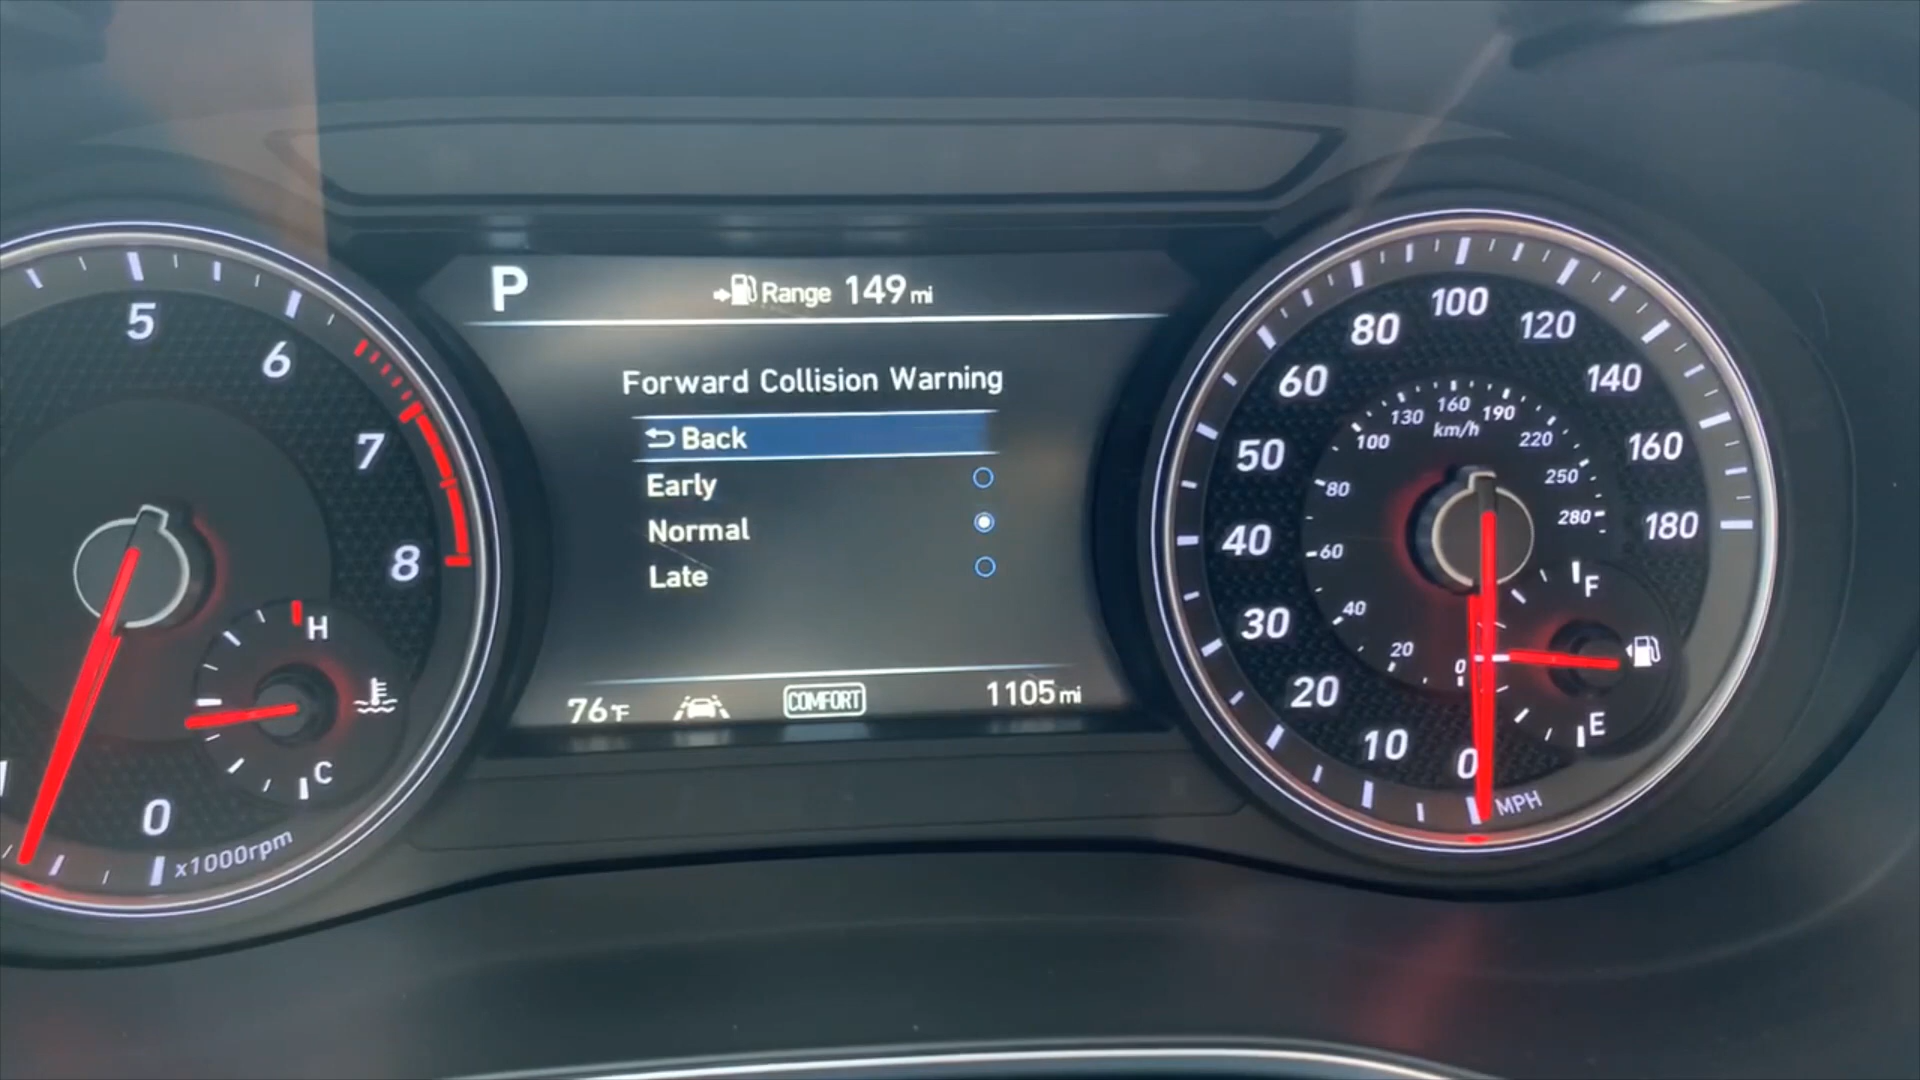 P
Range 149 mi
Forward Collision Warning
Back
Early
Normal
Late
76°F
COMFORT
1105 mi
5
6
7
8
H
C
0
1
x1000rpm
0
10
20
30
40
50
60
80
100
120
140
160
180
MPH
0
20
40
60
80
100
130
160
190
220
250
280
km/h
F
E